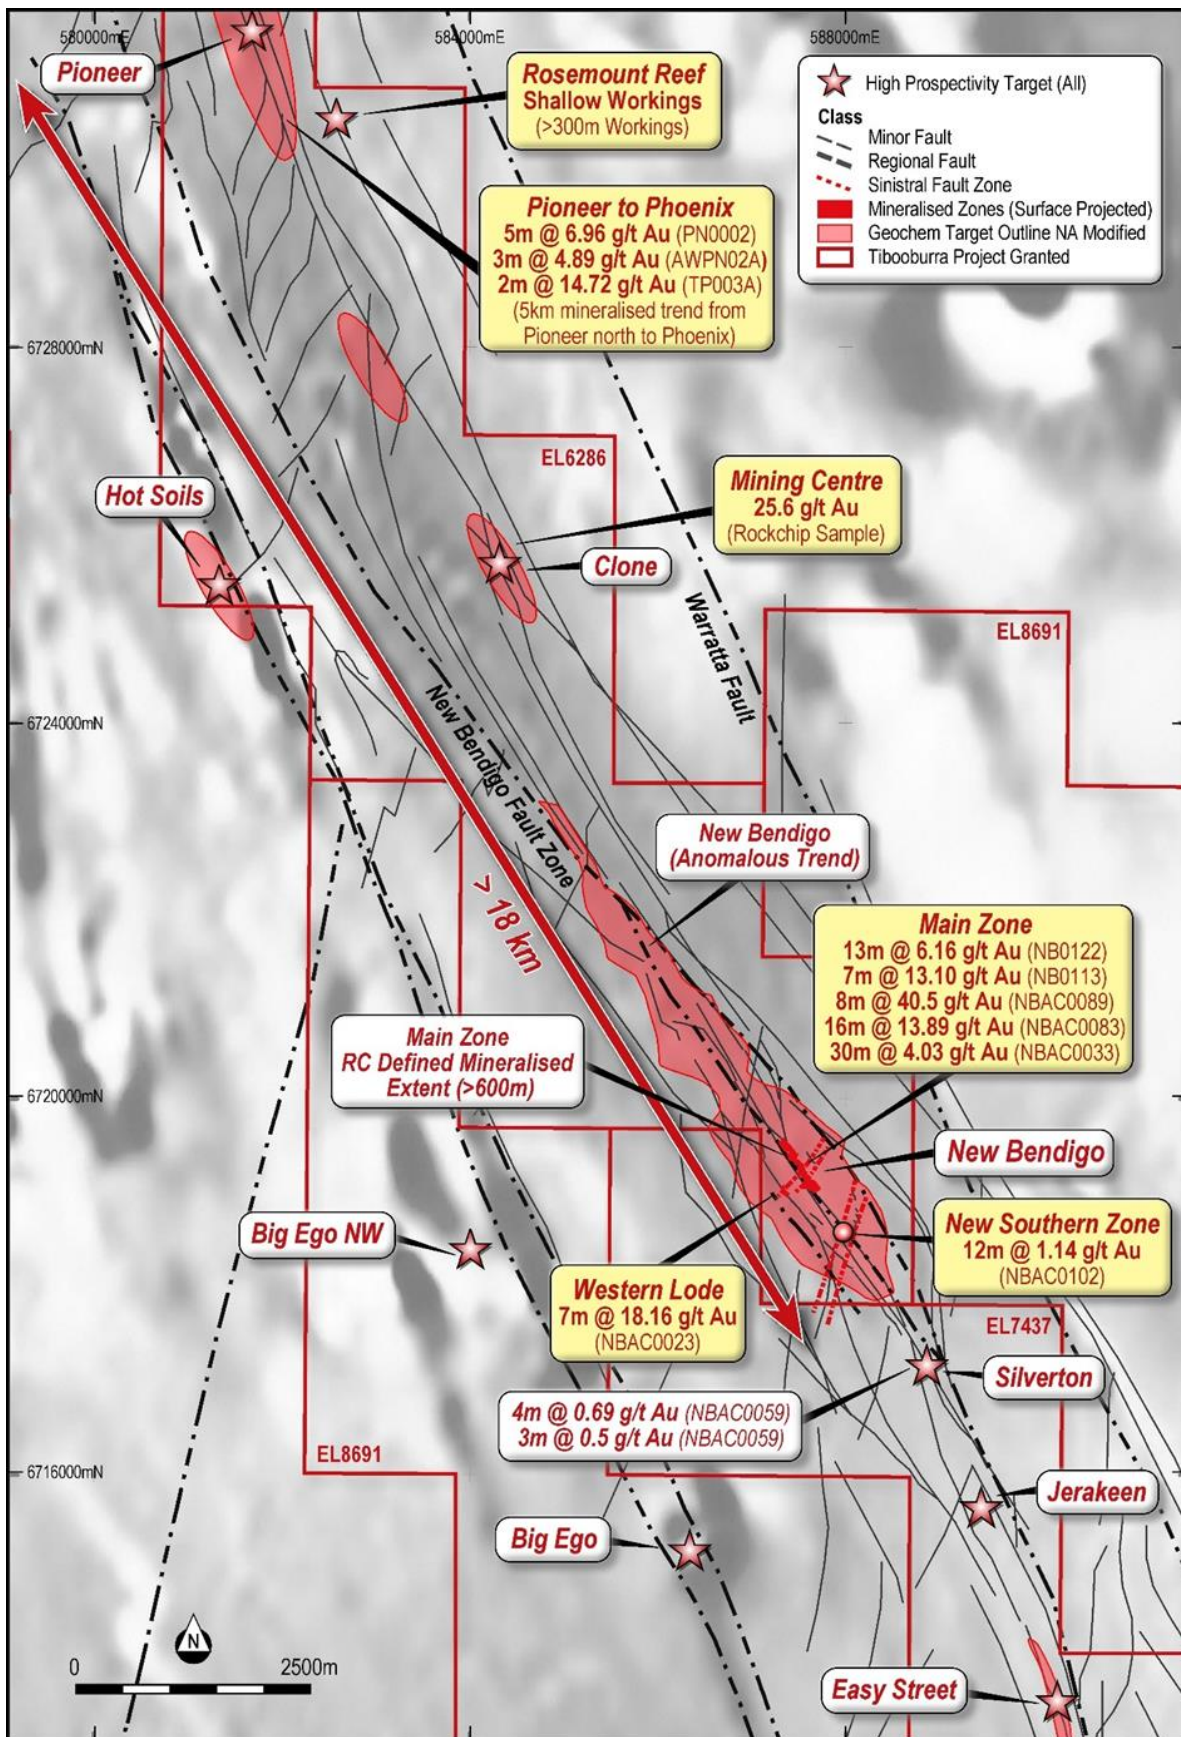 580000mE
584000mE
588000mE
Pioneer
Rosemount Reef
Shallow Workings
(>300m Workings)
High Prospectivity Target (All)
Class
Minor Fault
Regional Fault
Sinistral Fault Zone
Mineralised Zones (Surface Projected)
Geochem Target Outline NA Modified
Tibooburra Project Granted
Pioneer to Phoenix
5m @ 6.96 g/t Au (PN0002)
3m @ 4.89 g/t Au (AWPN02A)
2m @ 14.72 g/t Au (TP003A)
(5km mineralised trend from
Pioneer north to Phoenix)
6728000mN
EL6286
Hot Soils
Mining Centre
25.6 g/t Au
(Rockchip Sample)
Clone
Warratta Fault
EL8691
6724000mN
New Bendigo Fault Zone
> 18 km
New Bendigo
(Anomalous Trend)
Main Zone
13m @ 6.16 g/t Au (NB0122)
7m @ 13.10 g/t Au (NB0113)
8m @ 40.5 g/t Au (NBAC0089)
16m @ 13.89 g/t Au (NBAC0083)
30m @ 4.03 g/t Au (NBAC0033)
Main Zone
RC Defined Mineralised
Extent (>600m)
6720000mN
New Bendigo
Big Ego NW
New Southern Zone
12m @ 1.14 g/t Au
(NBAC0102)
Western Lode
7m @ 18.16 g/t Au
(NBAC0023)
EL7437
Silverton
4m @ 0.69 g/t Au (NBAC0059)
3m @ 0.5 g/t Au (NBAC0059)
EL8691
6716000mN
Jerakeen
Big Ego
N
0 2500m
Easy Street